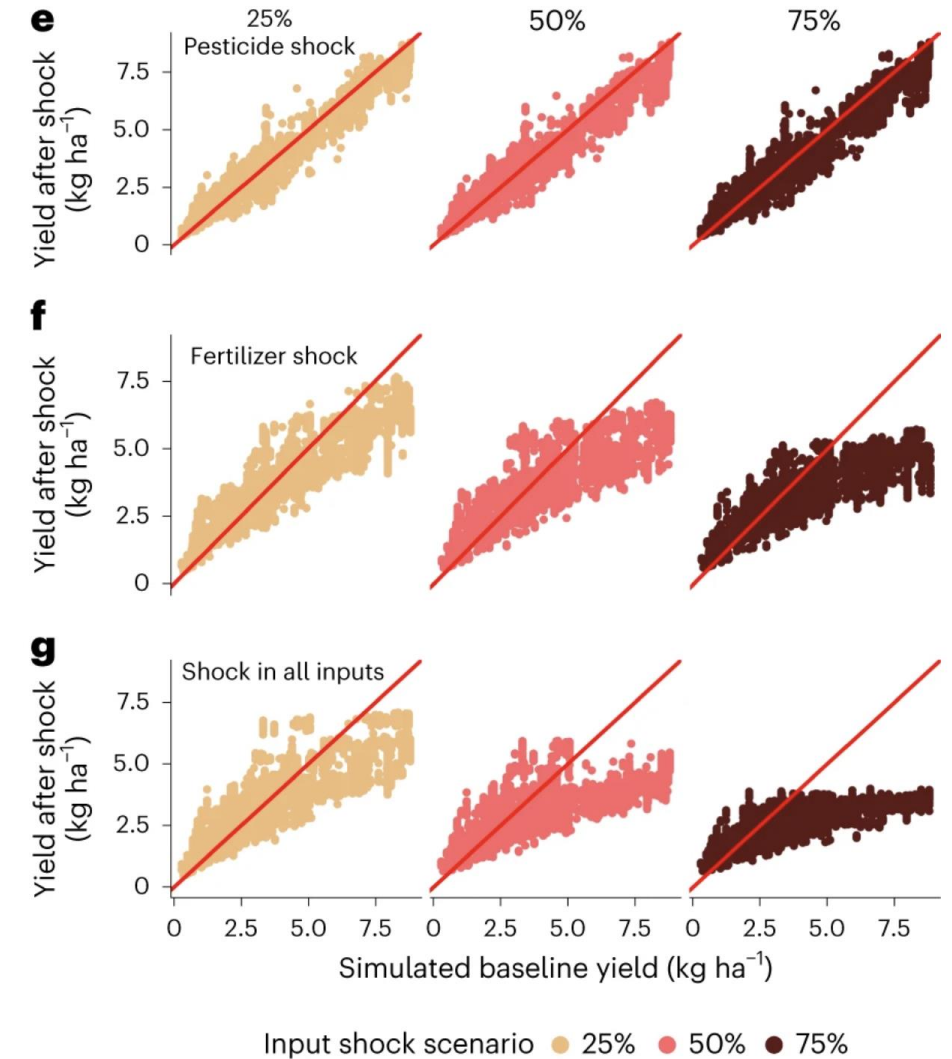 e
25% 50% 75%
Pesticide shock
Yield after shock
(kg ha⁻¹)
7.5
5.0
2.5
0
f
Fertilizer shock
Yield after shock
(kg ha⁻¹)
7.5
5.0
2.5
0
g
Shock in all inputs
Yield after shock
(kg ha⁻¹)
7.5
5.0
2.5
0
0 2.5 5.0 7.5 0 2.5 5.0 7.5 0 2.5 5.0 7.5
Simulated baseline yield (kg ha⁻¹)
Input shock scenario 25% 50% 75%